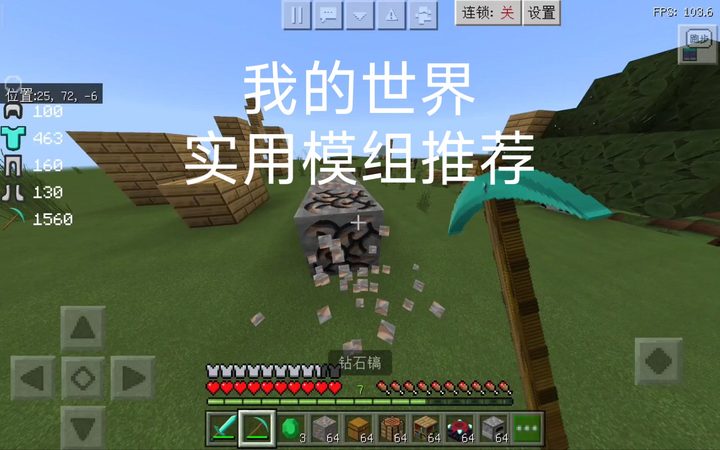 连锁: 关 设置
FPS: 103.6
跑步
位置:25, 72, -6
我的世界
实用模组推荐
100
463
160
130
1560
钻石镐
7
3 64 64 64 64 64 64